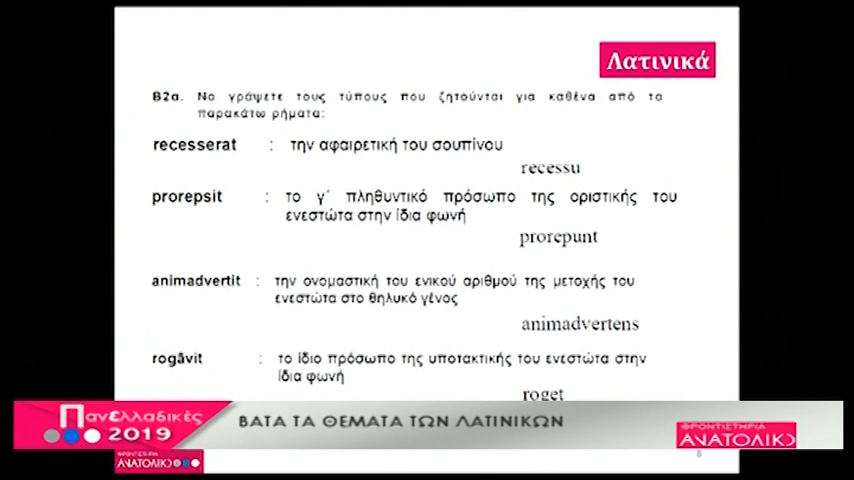 Λατινικά
Β2α. Να γράψετε τους τύπους που ζητούνται για καθένα από τα
παρακάτω ρήματα:
recesserat : την αφαιρετική του σουπίνου
recessu
prorepsit : το γ΄ πληθυντικό πρόσωπο της οριστικής του
ενεστώτα στην ίδια φωνή
prorepunt
animadvertit : την ονομαστική του ενικού αριθμού της μετοχής του
ενεστώτα στο θηλυκό γένος
animadvertens
rogāvit : το ίδιο πρόσωπο της υποτακτικής του ενεστώτα στην
ίδια φωνή
roget
Πανελλαδικές
2019
ΒΑΤΑ ΤΑ ΘΕΜΑΤΑ ΤΩΝ ΛΑΤΙΝΙΚΩΝ
ΦΡΟΝΤΙΣΤΗΡΙΑ
ΑΝΑΤΟΛΙΚΟ
8
ΦΡΟΝΤΙΣΤΗΡΙΑ
ΑΝΑΤΟΛΙΚΟ